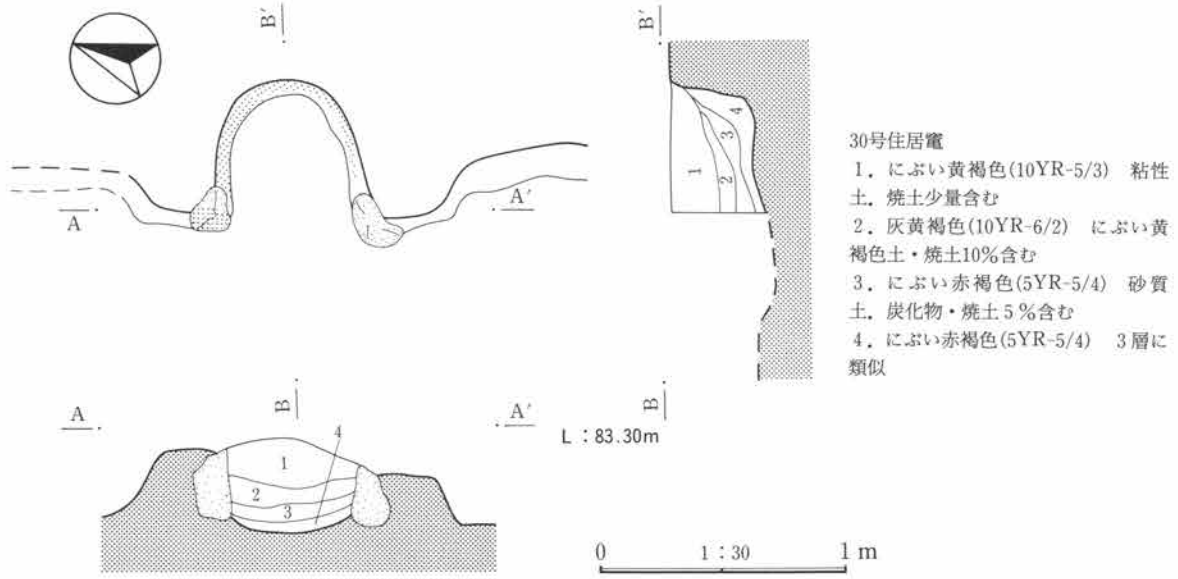 B′
A
A′
B
B′
1
2
3
4
B
30号住居竈
1．にぶい黄褐色(10YR-5/3)　粘性
土．焼土少量含む
2．灰黄褐色(10YR-6/2)　にぶい黄
褐色土・焼土10%含む
3．にぶい赤褐色(5YR-5/4)　砂質
土．炭化物・焼土5%含む
4．にぶい赤褐色(5YR-5/4)　3層に
類似
A
A′
L：83.30m
4
1
2
3
0　1：30　1 m